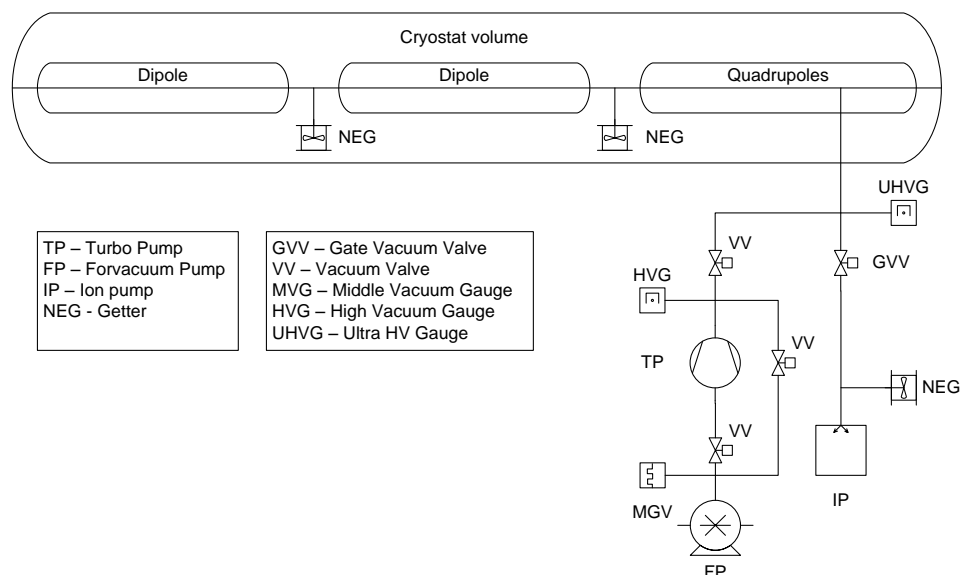 Cryostat volume
Dipole
Dipole
Quadrupoles
NEG
NEG
UHVG
TP – Turbo Pump
FP – Forvacuum Pump
IP – Ion pump
NEG - Getter
GVV – Gate Vacuum Valve
VV – Vacuum Valve
MVG – Middle Vacuum Gauge
HVG – High Vacuum Gauge
UHVG – Ultra HV Gauge
VV
GVV
HVG
VV
TP
NEG
VV
MGV
IP
FP